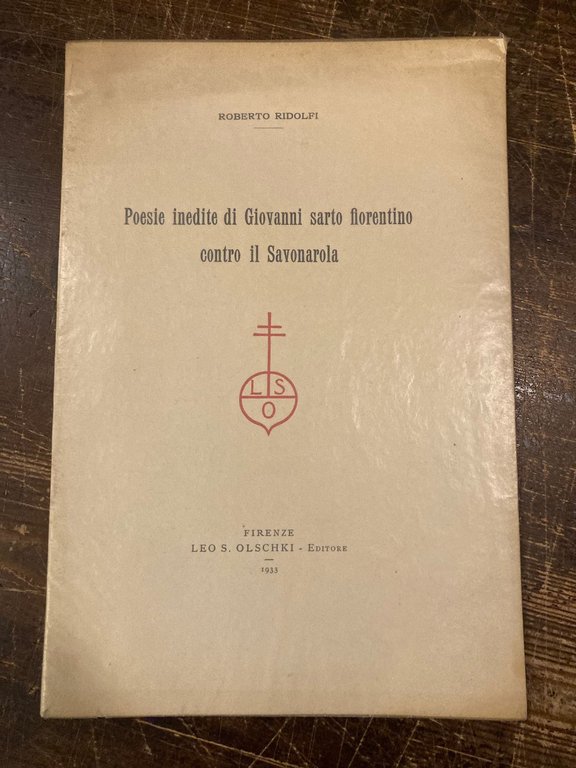 ROBERTO RIDOLFI
Poesie inedite di Giovanni sarto fiorentino
contro il Savonarola
L S
O
FIRENZE
LEO S. OLSCHKI - EDITORE
1933